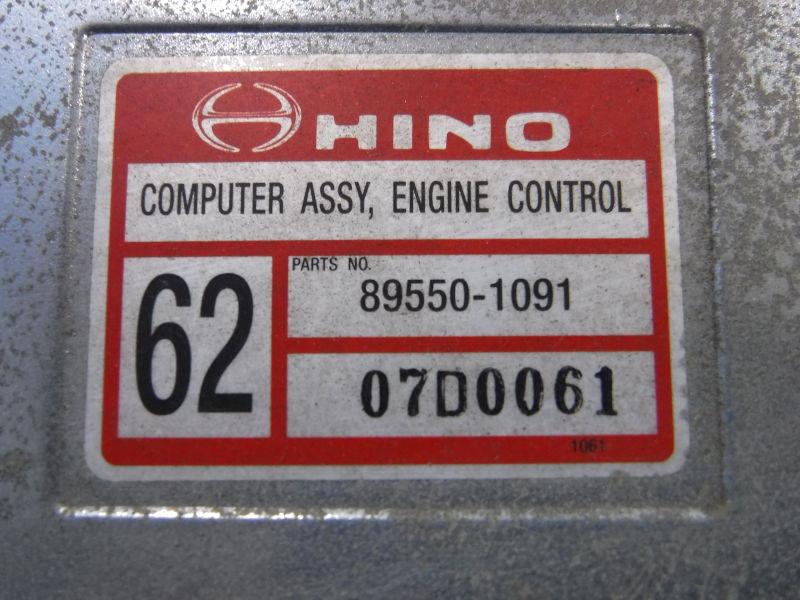 HINO
COMPUTER ASSY, ENGINE CONTROL
62
PARTS NO.
89550-1091
07D0061
1061